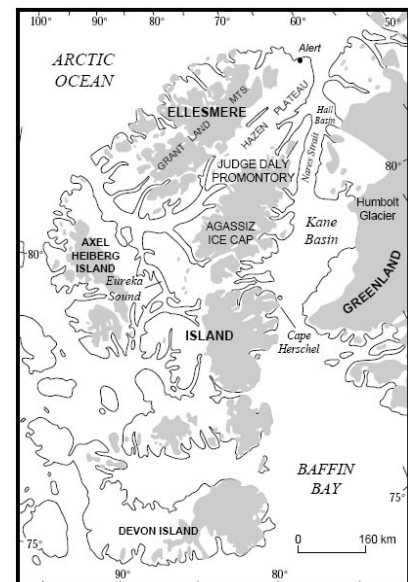 100° 90° 80° 70° 60° 50° 45°
ARCTIC
OCEAN
Alert
ELLESMERE
GRANT LAND MTS.
HAZEN PLATEAU
Hall
Basin
Nares Strait
JUDGE DALY
PROMONTORY
80°
Humbolt
Glacier
AGASSIZ
ICE CAP
Kane
Basin
AXEL
HEIBERG
ISLAND
80°
Eureka
Sound
GREENLAND
ISLAND
Cape
Herschel
75°
BAFFIN
BAY
DEVON ISLAND
0 160 km
75°
90° 80°